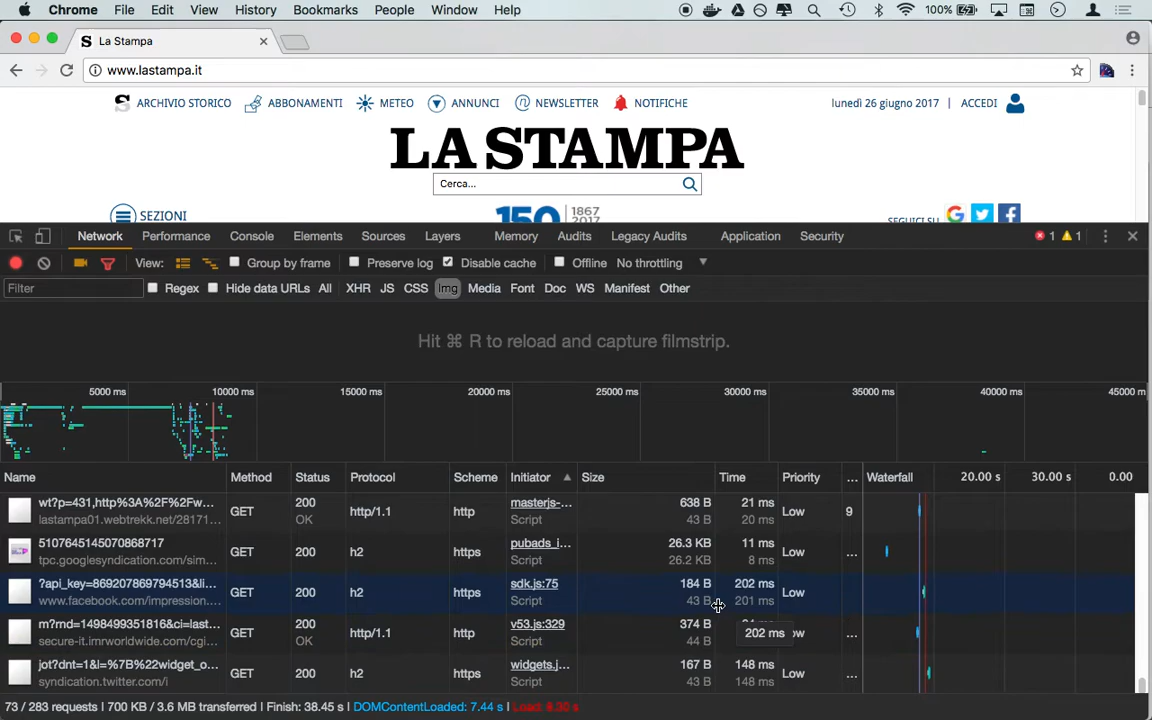 Chrome File Edit View History Bookmarks People Window Help 100%
La Stampa
www.lastampa.it
ARCHIVIO STORICO ABBONAMENTI METEO ANNUNCI NEWSLETTER NOTIFICHE lunedì 26 giugno 2017 | ACCEDI
LA STAMPA
Cerca...
SEZIONI 150 1867 SEGUICI SU
Network Performance Console Elements Sources Layers Memory Audits Legacy Audits Application Security 1 1
View: Group by frame Preserve log Disable cache Offline No throttling
Filter Regex Hide data URLs All XHR JS CSS Img Media Font Doc WS Manifest Other
Hit ⌘ R to reload and capture filmstrip.
5000 ms 10000 ms 15000 ms 20000 ms 25000 ms 30000 ms 35000 ms 40000 ms 45000 m
Name Method Status Protocol Scheme Initiator Size Time Priority ... Waterfall 20.00 s 30.00 s 0.00
wt?p=431,http%3A%2F%2Fw... GET 200 http/1.1 http masterjs-... 638 B 21 ms Low 9
lastampa01.webtrekk.net/28171... OK Script 43 B 20 ms
5107645145070868717 GET 200 h2 https pubads_i... 26.3 KB 11 ms Low ...
tpc.googlesyndication.com/sim... Script 26.2 KB 8 ms
?api_key=869207869794513&li... GET 200 h2 https sdk.js:75 184 B 202 ms Low
www.facebook.com/impression.... Script 43 B 201 ms
m?md=1498499351816&ci=last... GET 200 http/1.1 http v53.js:329 374 B ...
secure-it.imrworldwide.com/cgi... OK Script 44 B
202 ms
jot?dnt=1&l=%7B%22widget_o... GET 200 h2 https widgets.j... 167 B 148 ms Low ...
syndication.twitter.com/i Script 43 B 148 ms
73 / 283 requests | 700 KB / 3.6 MB transferred | Finish: 38.45 s | DOMContentLoaded: 7.44 s | Load: 8.30 s